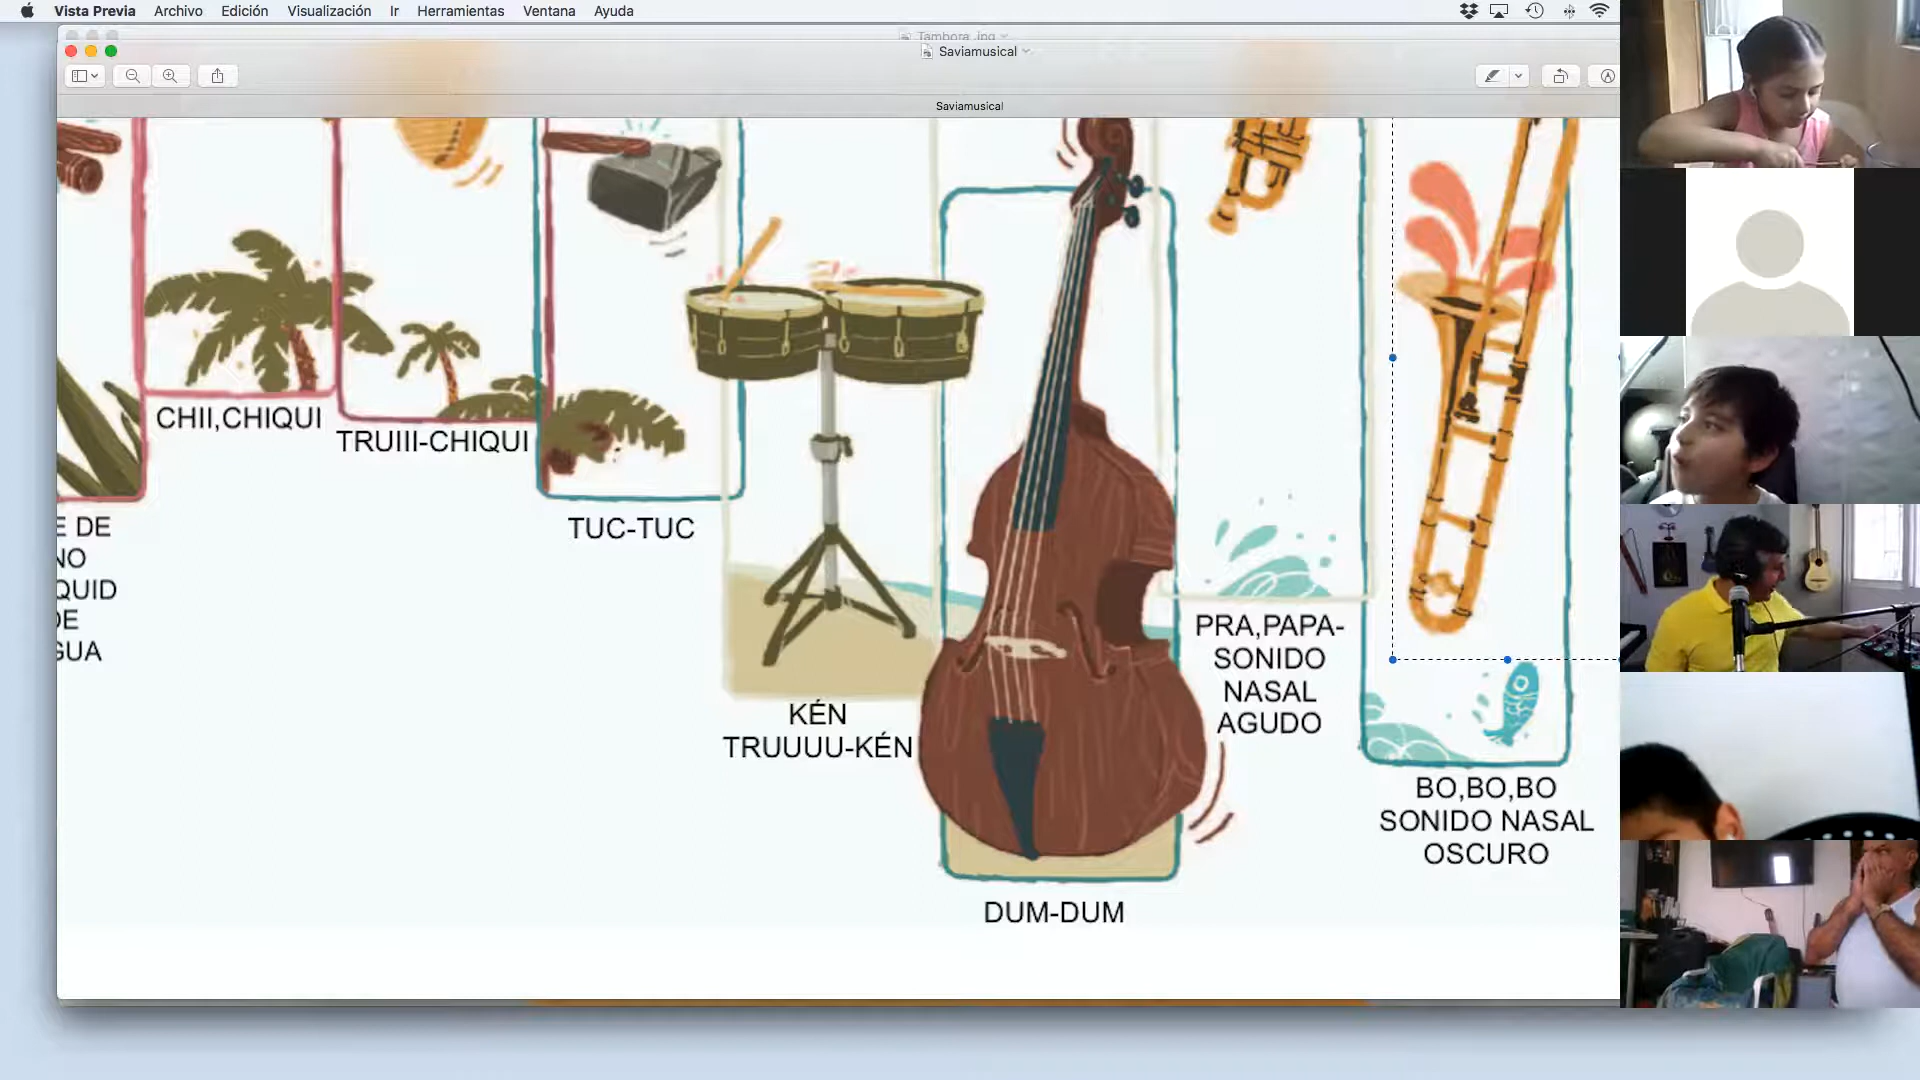 Vista Previa Archivo Edición Visualización Ir Herramientas Ventana Ayuda
Tambora .jpg
Saviamusical
Saviamusical
CHII,CHIQUI
TRUIII-CHIQUI
TUC-TUC
E DE
NO
QUID
DE
GUA
KÉN
TRUUUU-KÉN
DUM-DUM
PRA,PAPA-
SONIDO
NASAL
AGUDO
BO,BO,BO
SONIDO NASAL
OSCURO